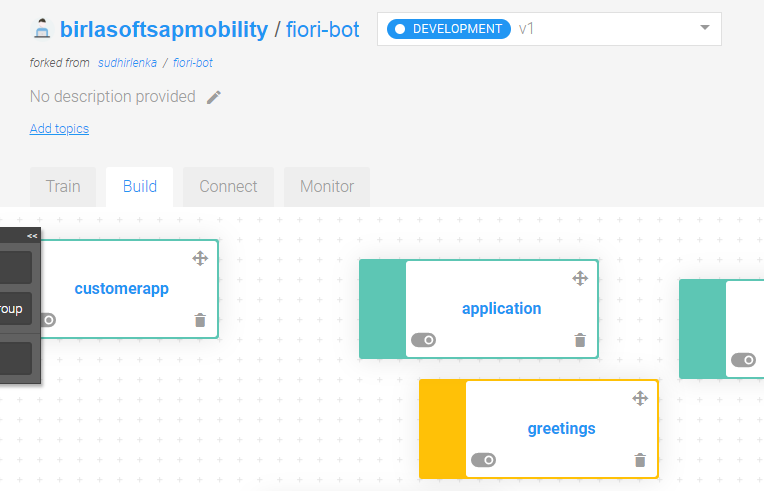 birlasoftsapmobility / fiori-bot
DEVELOPMENT v1
forked from sudhirlenka / fiori-bot
No description provided
Add topics
Train Build Connect Monitor
<<
customerapp
application
roup
greetings